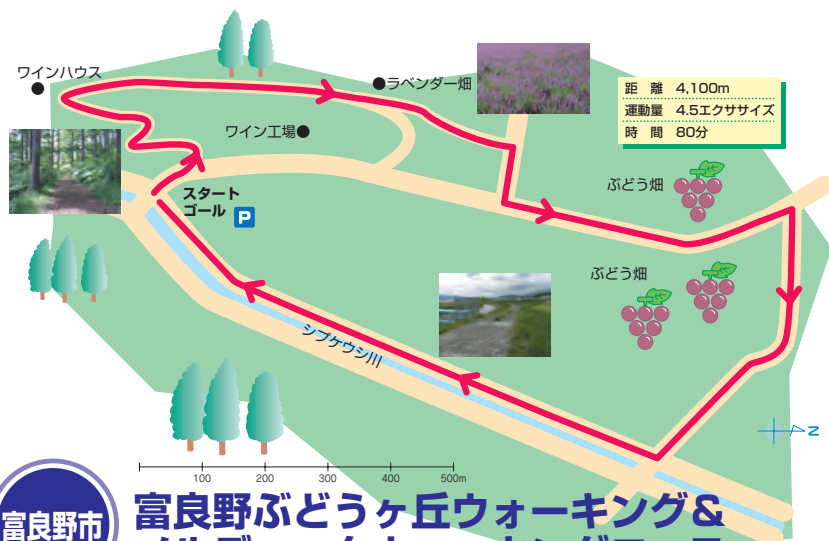 ワインハウス
●ラベンダー畑
距 離 4,100m
運動量 4.5エクササイズ
時 間 80分
ワイン工場●
ぶどう畑
スタート
ゴール P
ぶどう畑
シブケウシ川
N
100 200 300 400 500m
富良野市
富良野ぶどうヶ丘ウォーキング&